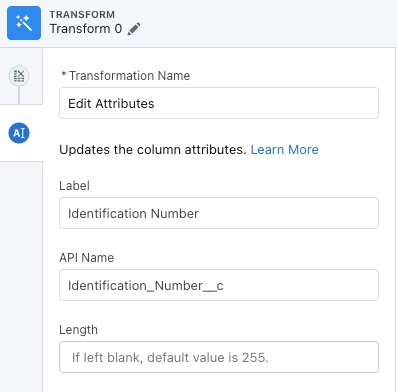 TRANSFORM
Transform 0
* Transformation Name
Edit Attributes
AI
Updates the column attributes. Learn More
Label
Identification Number
API Name
Identification_Number__c
Length
If left blank, default value is 255.